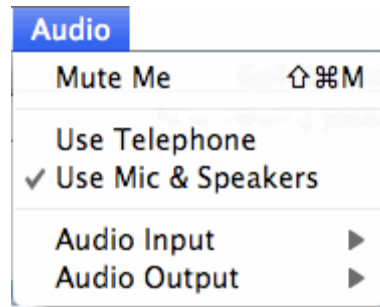 Audio
Mute Me ⇧⌘M
Use Telephone
✓ Use Mic & Speakers
Audio Input ▶
Audio Output ▶